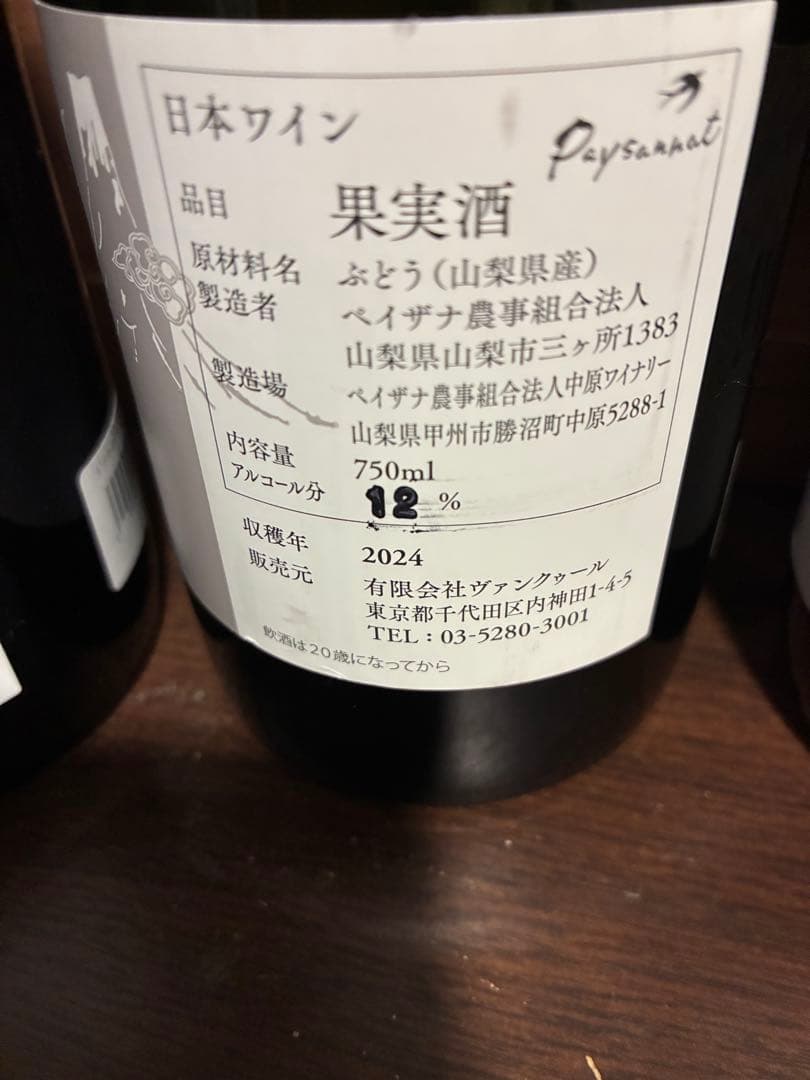 日本ワイン
Paysannat
品目 果実酒
原材料名 ぶどう(山梨県産)
製造者 ペイザナ農事組合法人
山梨県山梨市三ヶ所1383
製造場 ペイザナ農事組合法人中原ワイナリー
山梨県甲州市勝沼町中原5288-1
内容量 750ml
アルコール分 12 %
収穫年 2024
販売元 有限会社ヴァンクゥール
東京都千代田区内神田1-4-5
TEL : 03-5280-3001
飲酒は20歳になってから